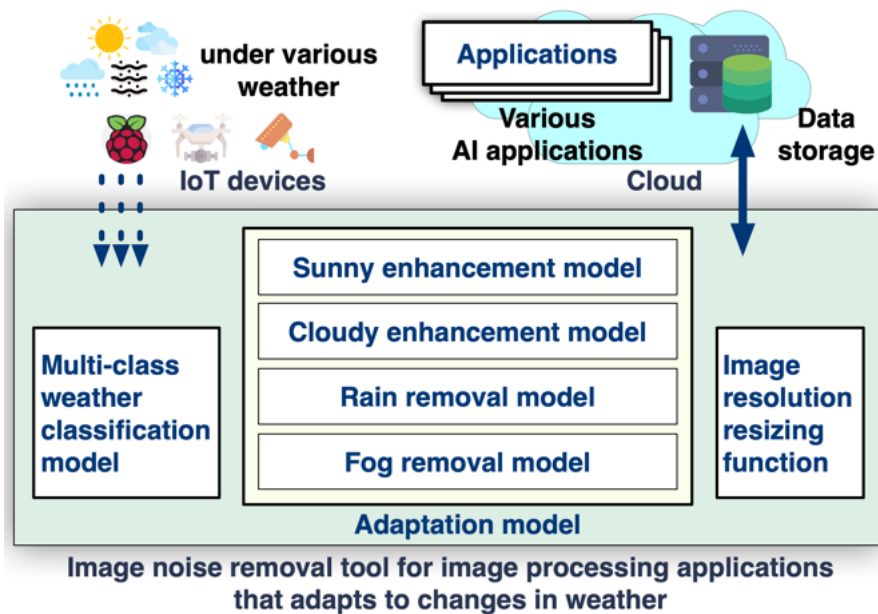 under various
weather
IoT devices
Applications
Various
AI applications
Cloud
Data
storage
Multi-class
weather
classification
model
Sunny enhancement model
Cloudy enhancement model
Rain removal model
Fog removal model
Adaptation model
Image
resolution
resizing
function
Image noise removal tool for image processing applications
that adapts to changes in weather